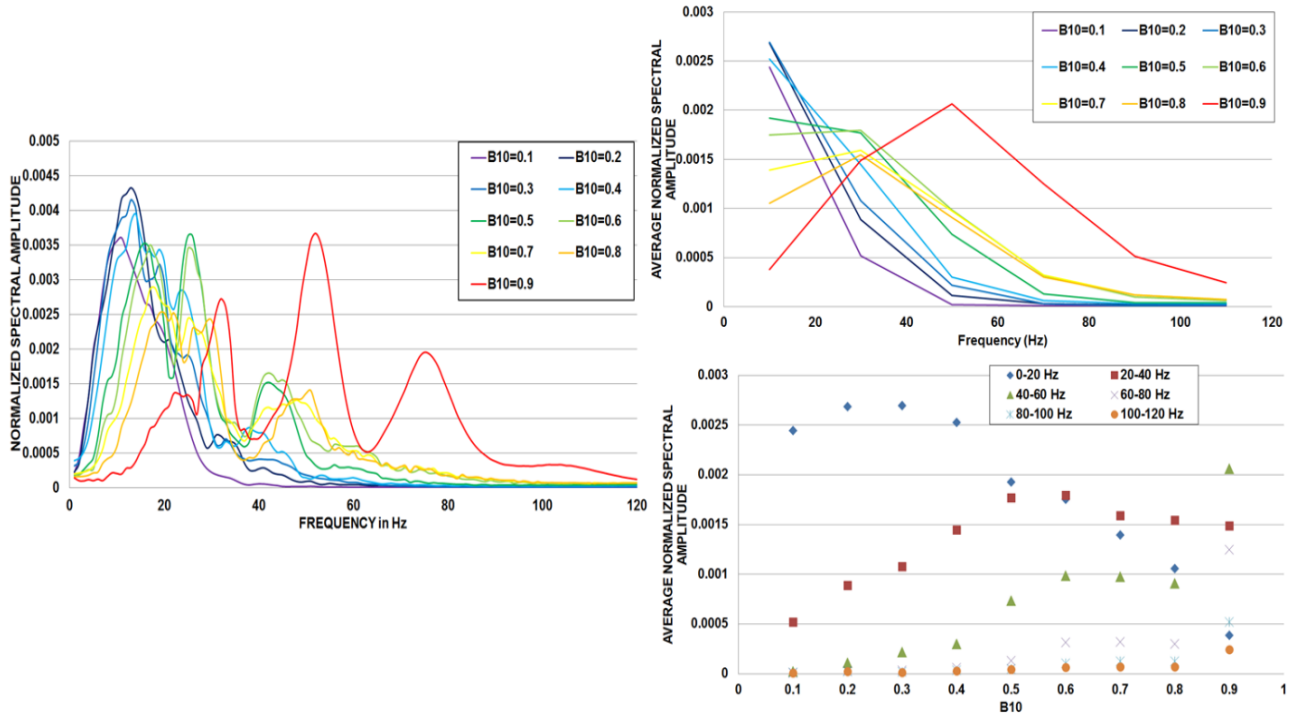 NORMALIZED SPECTRAL AMPLITUDE
0.005
0.0045
0.004
0.0035
0.003
0.0025
0.002
0.0015
0.001
0.0005
0
B10=0.1 B10=0.2
B10=0.3 B10=0.4
B10=0.5 B10=0.6
B10=0.7 B10=0.8
B10=0.9
0 20 40 60 80 100 120
FREQUENCY in Hz
AVERAGE NORMALIZED SPECTRAL
AMPLITUDE
0.003
0.0025
0.002
0.0015
0.001
0.0005
0
B10=0.1 B10=0.2 B10=0.3
B10=0.4 B10=0.5 B10=0.6
B10=0.7 B10=0.8 B10=0.9
0 20 40 60 80 100 120
Frequency (Hz)
AVERAGE NORMALIZED SPECTRAL
AMPLITUDE
0.003
0.0025
0.002
0.0015
0.001
0.0005
0
0-20 Hz 20-40 Hz
40-60 Hz 60-80 Hz
80-100 Hz 100-120 Hz
0 0.1 0.2 0.3 0.4 0.5 0.6 0.7 0.8 0.9 1
B10